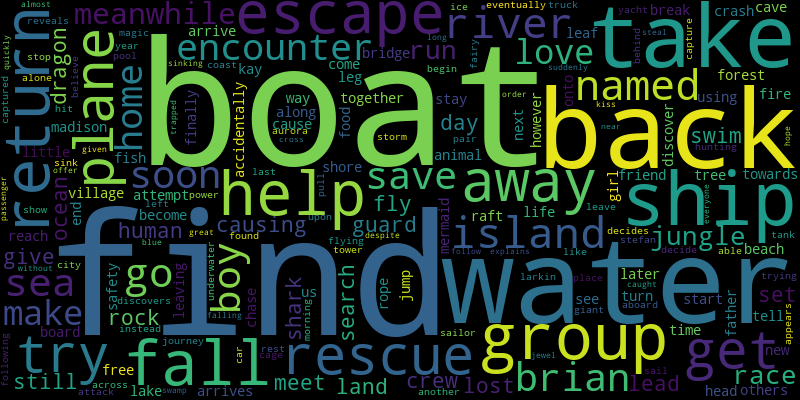 boat
find
water
back
take
escape
ship
help
return
plane
away
fall
group
rescue
island
get
river
love
named
save
soon
sea
make
try
go
boy
brian
jungle
encounter
meanwhile
home
dragon
run
swim
race
fly
guard
human
causing
shark
search
rock
give
ocean
village
madison
little
fish
attempt
become
reach
board
still
free
lake
arrives
meet
land
crew
lost
lead
set
tell
new
head
others
time
later
turn
start
father
see
beach
friend
tree
towards
discover
girl
forest
fire
using
cave
break
crash
leaf
arrive
bridge
come
kay
leg
way
along
cause
together
food
stay
day
animal
next
however
onto
accidentally
finally
shore
life
raft
mermaid
jump
rope
us
morning
chase
leaving
underwater
safety
discovers
journey
instead
across
attack
city
end
show
sink
offer
believe
hit
year
pool
magic
reveals
almost
quickly
stop
captured
alone
given
passenger
without
following
swamp
car
cage
rest
falling
found
great
blue
left
power
last
flying
tower
despite
upon
pull
trapped
sinking
coast
aurora
cross
storm
near
order
kiss
pair
begin
long
ice
fairy
suddenly
eventually
truck
yacht
behind
steal
capture
hunting
hope
everyone
leave
decides
stefan
decide
able
tank
trying
appears
place
caught
aboard
giant
larkin
like
explains
follow
sailor
another
jewel
sail